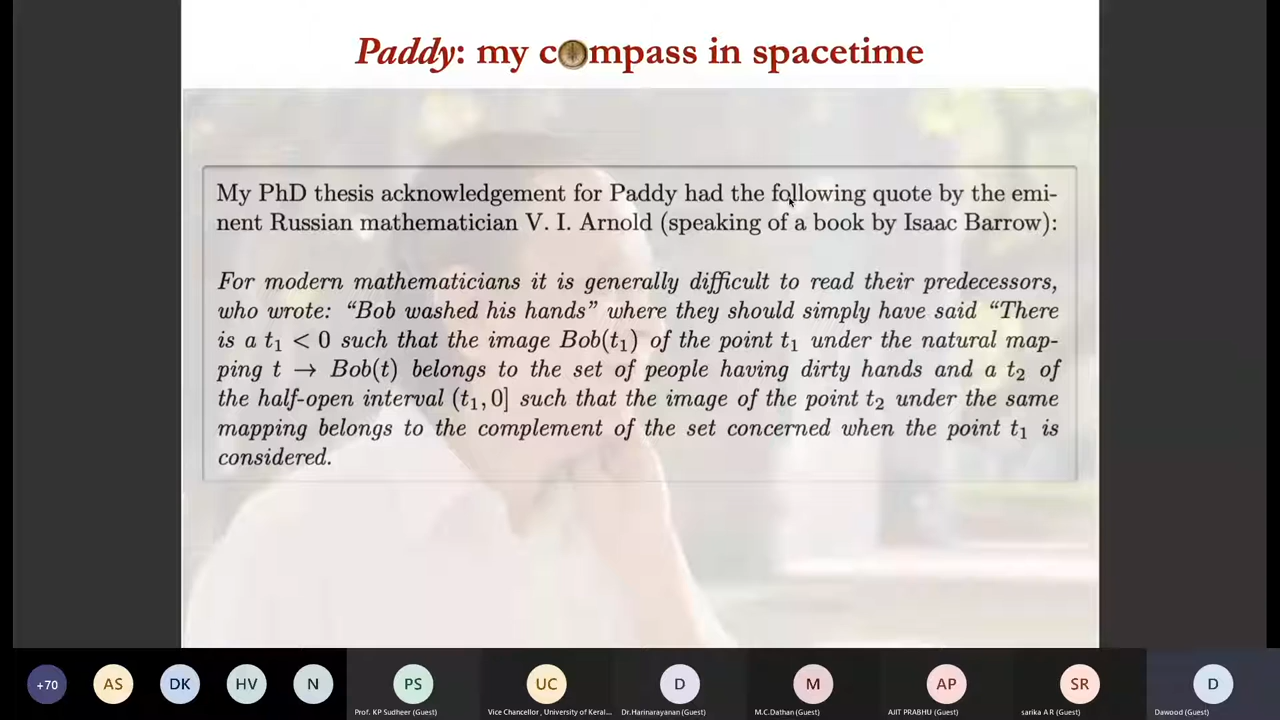 Paddy: my compass in spacetime
My PhD thesis acknowledgement for Paddy had the following quote by the emi-
nent Russian mathematician V. I. Arnold (speaking of a book by Isaac Barrow):
For modern mathematicians it is generally difficult to read their predecessors,
who wrote: “Bob washed his hands” where they should simply have said “There
is a t₁ < 0 such that the image Bob(t₁) of the point t₁ under the natural map-
ping t → Bob(t) belongs to the set of people having dirty hands and a t₂ of
the half-open interval (t₁, 0] such that the image of the point t₂ under the same
mapping belongs to the complement of the set concerned when the point t₁ is
considered.
+70 AS DK HV N PS UC D M AP SR D
Prof. KP Sudheer (Guest) Vice Chancellor, University of Keral... Dr.Harinarayanan (Guest) M.C.Dathan (Guest) AJIT PRABHU (Guest) sarika A R (Guest) Dawood (Guest)